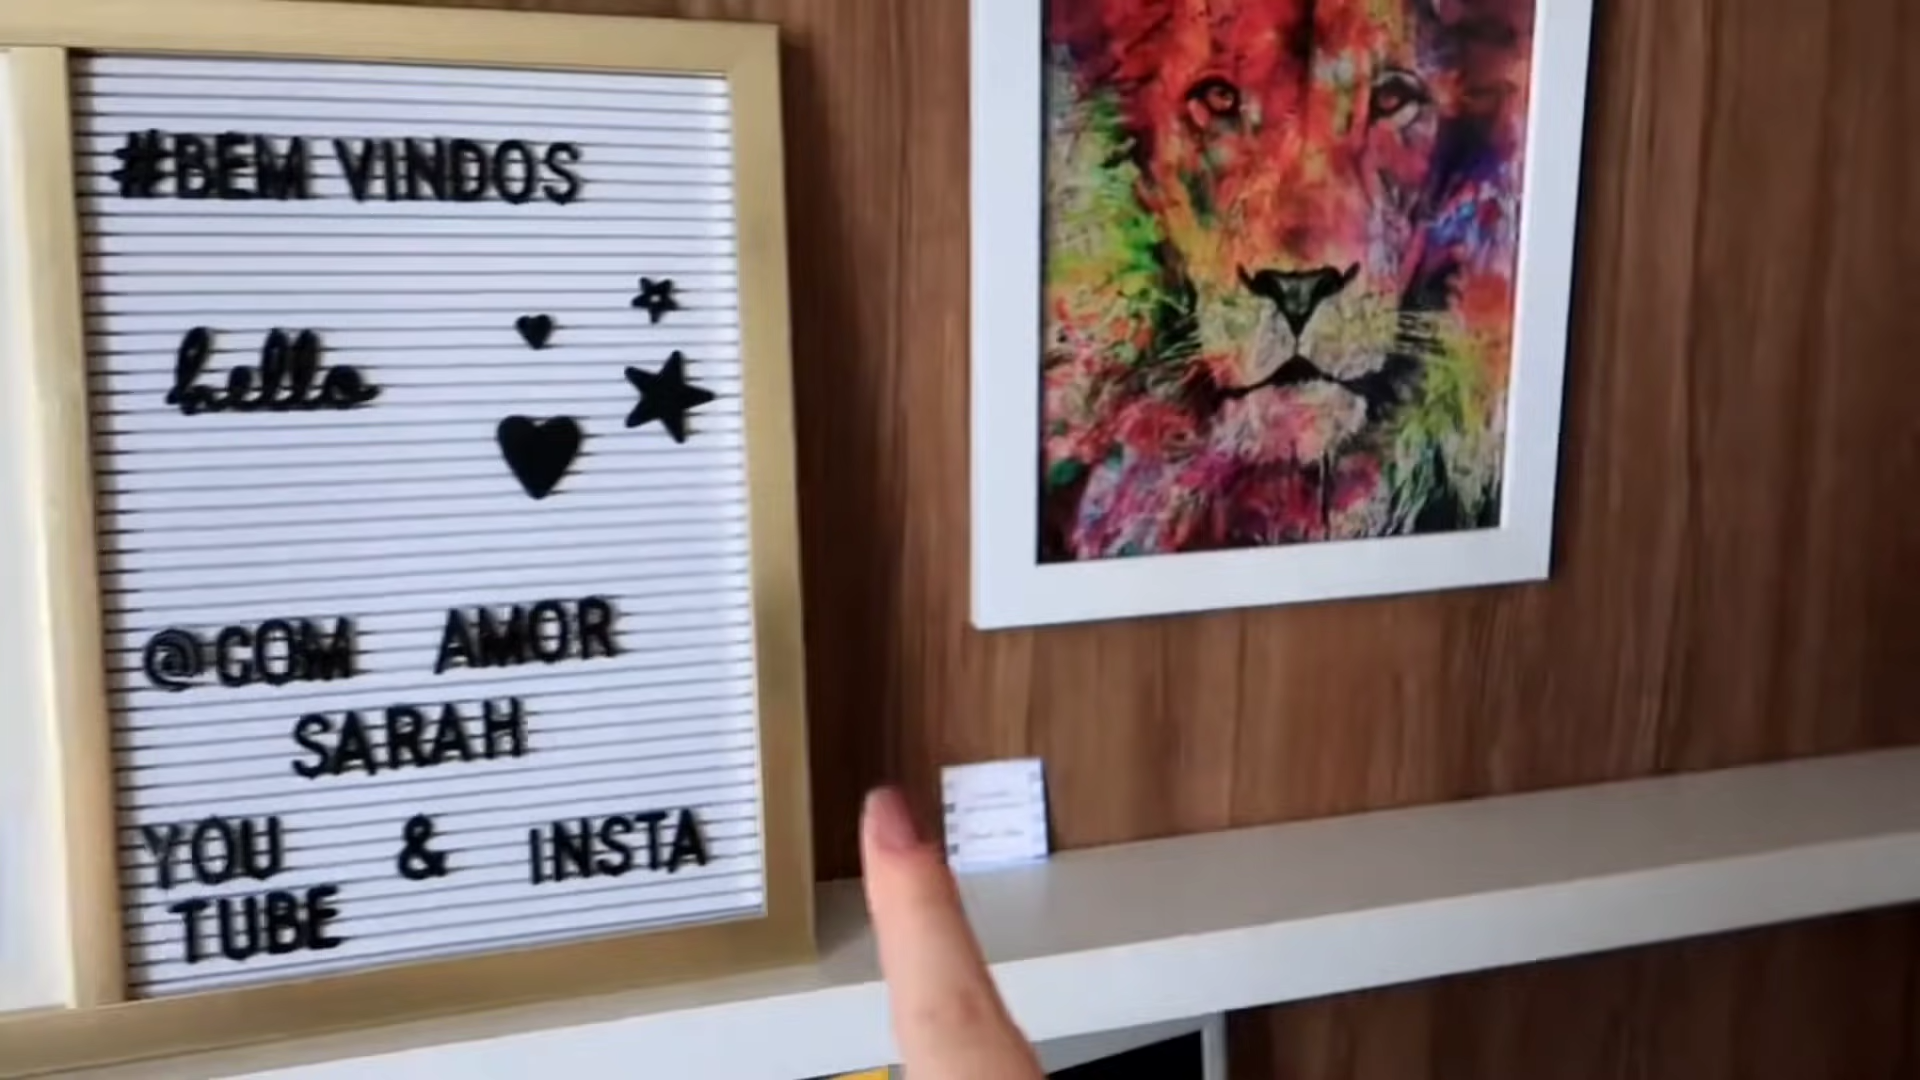 #BEM VINDOS
hello
@COM AMOR
SARAH
YOU & INSTA
TUBE